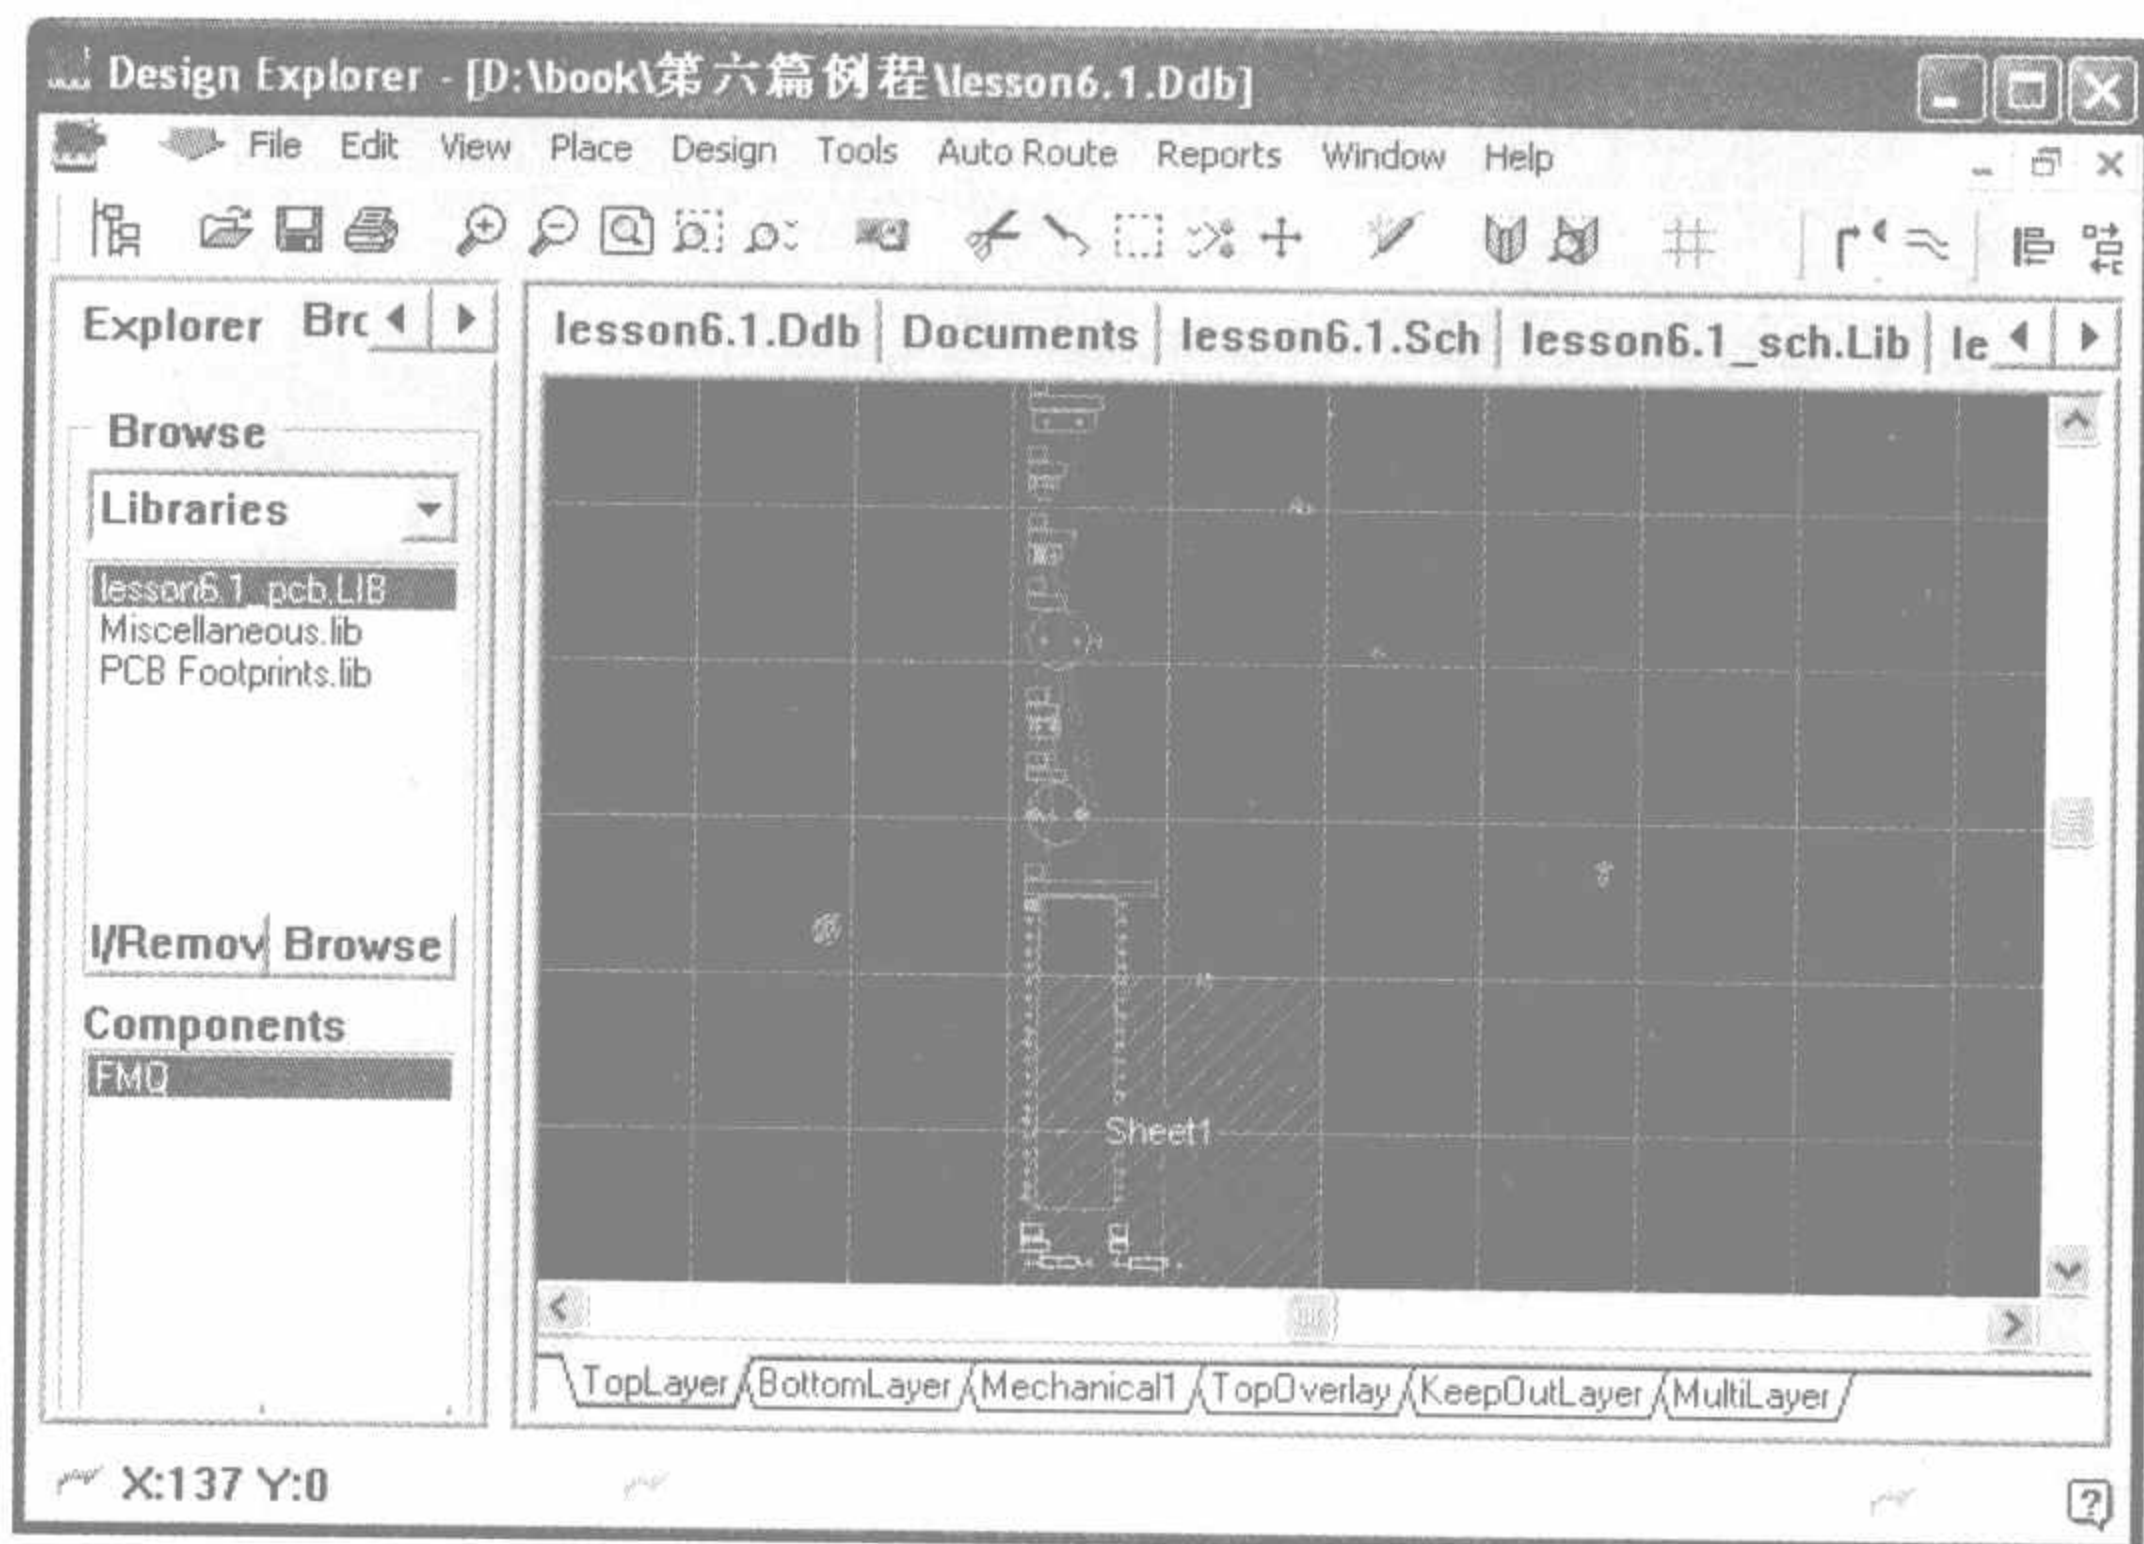 Design Explorer - [D:\book\第六篇例程\lesson6.1.Ddb]
File Edit View Place Design Tools Auto Route Reports Window Help
Explorer Brc
lesson6.1.Ddb Documents lesson6.1.Sch lesson6.1_sch.Lib le
Browse
Libraries
lesson6.1_pcb.LIB
Miscellaneous.lib
PCB Footprints.lib
l/Remov Browse
Components
FMQ
Sheet1
TopLayer BottomLayer Mechanical1 TopOverlay KeepOutLayer MultiLayer
X:137 Y:0